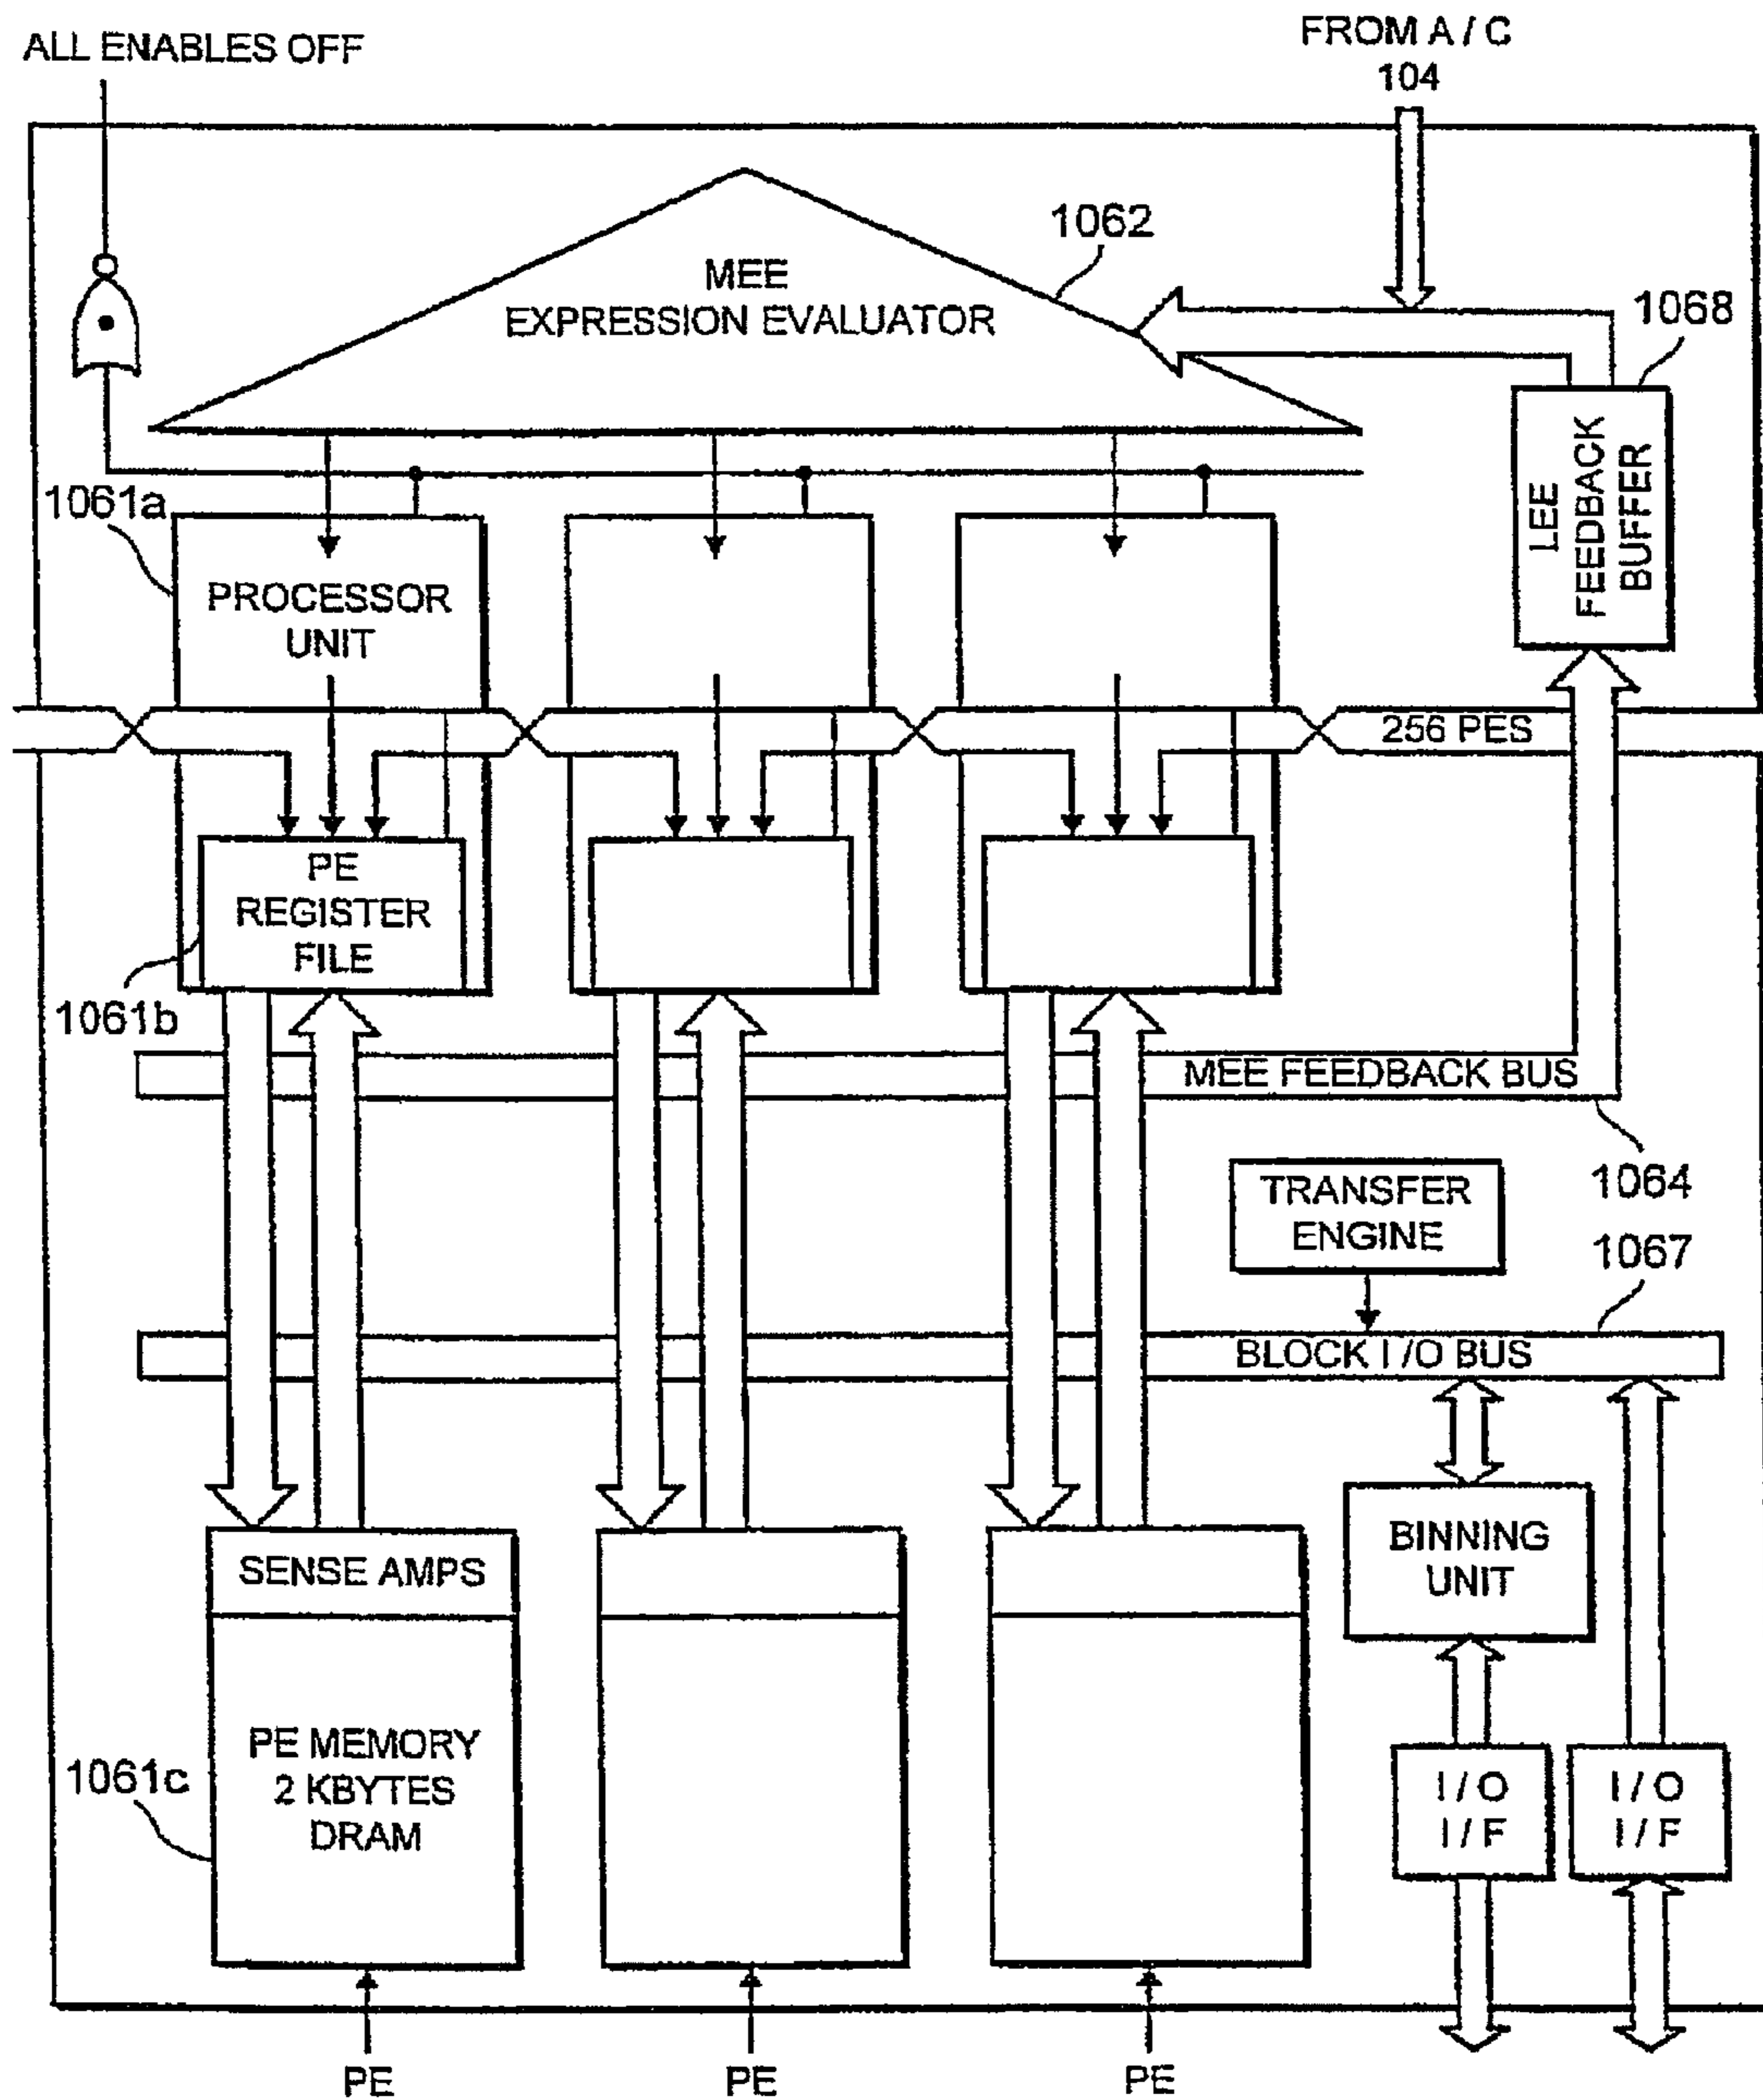 ALL ENABLES OFF
FROM A / C
104
1062
MEE
EXPRESSION EVALUATOR
1068
LEE
FEEDBACK
BUFFER
1061a
PROCESSOR
UNIT
256 PES
PE
REGISTER
FILE
1061b
MEE FEEDBACK BUS
1064
TRANSFER
ENGINE
1067
BLOCK I /O BUS
SENSE AMPS
BINNING
UNIT
PE MEMORY
2 KBYTES
DRAM
1061c
I / O
I / F
I / O
I / F
PE
PE
PE